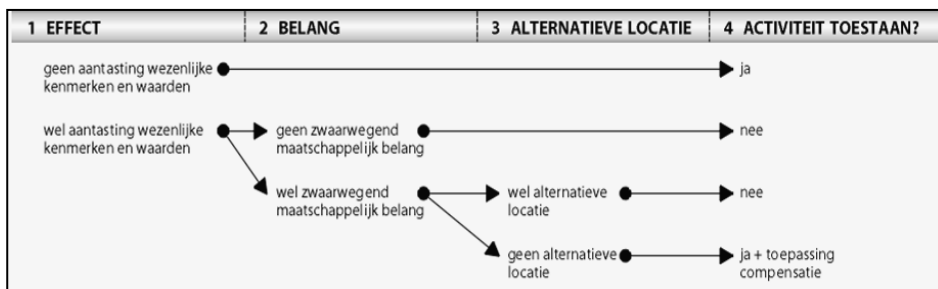 1 EFFECT
2 BELANG
3 ALTERNATIEVE LOCATIE
4 ACTIVITEIT TOESTAAN?
geen aantasting wezenlijke
kenmerken en waarden
ja
wel aantasting wezenlijke
kenmerken en waarden
geen zwaarwegend
maatschappelijk belang
nee
wel zwaarwegend
maatschappelijk belang
wel alternatieve
locatie
nee
geen alternatieve
locatie
ja + toepassing
compensatie